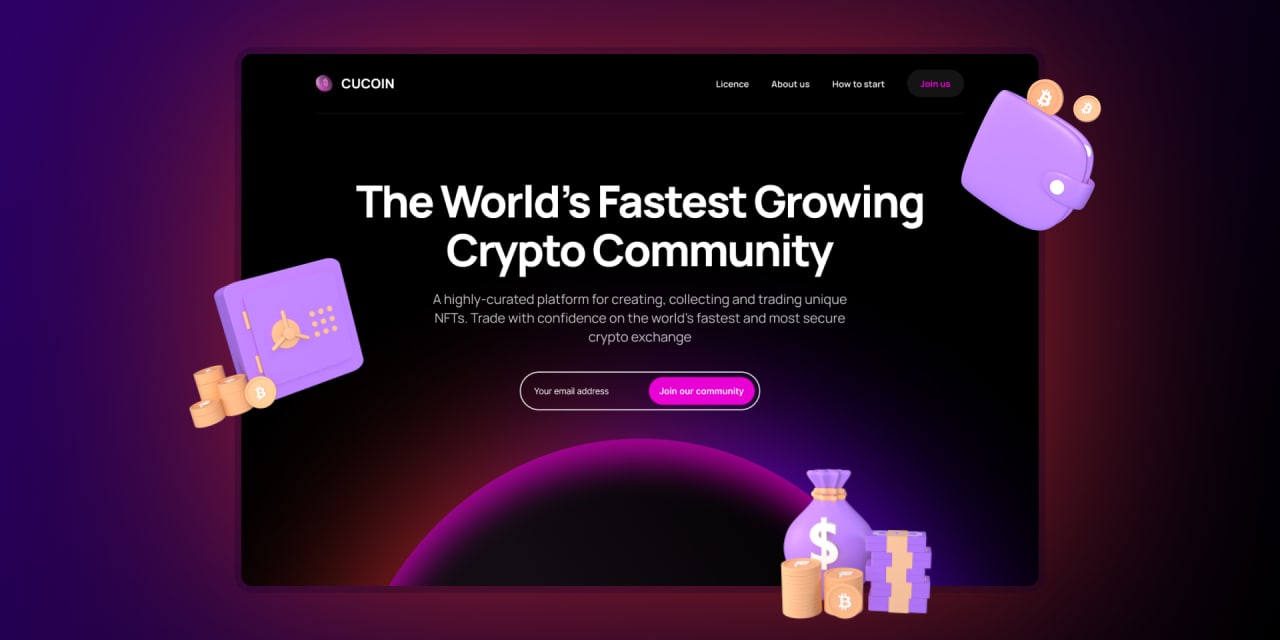 CUCOIN
Licence
About us
How to start
Join us
The World’s Fastest Growing
Crypto Community
A highly-curated platform for creating, collecting and trading unique
NFTs. Trade with confidence on the world’s fastest and most secure
crypto exchange
Your email address
Join our community
$